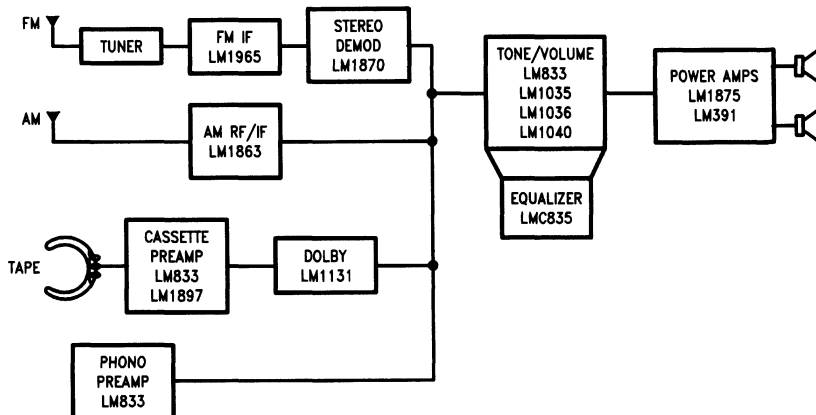 FM
TUNER
FM IF
LM1965
STEREO
DEMOD
LM1870
AM
AM RF/IF
LM1863
TAPE
CASSETTE
PREAMP
LM833
LM1897
DOLBY
LM1131
PHONO
PREAMP
LM833
TONE/VOLUME
LM833
LM1035
LM1036
LM1040
EQUALIZER
LMC835
POWER AMPS
LM1875
LM391